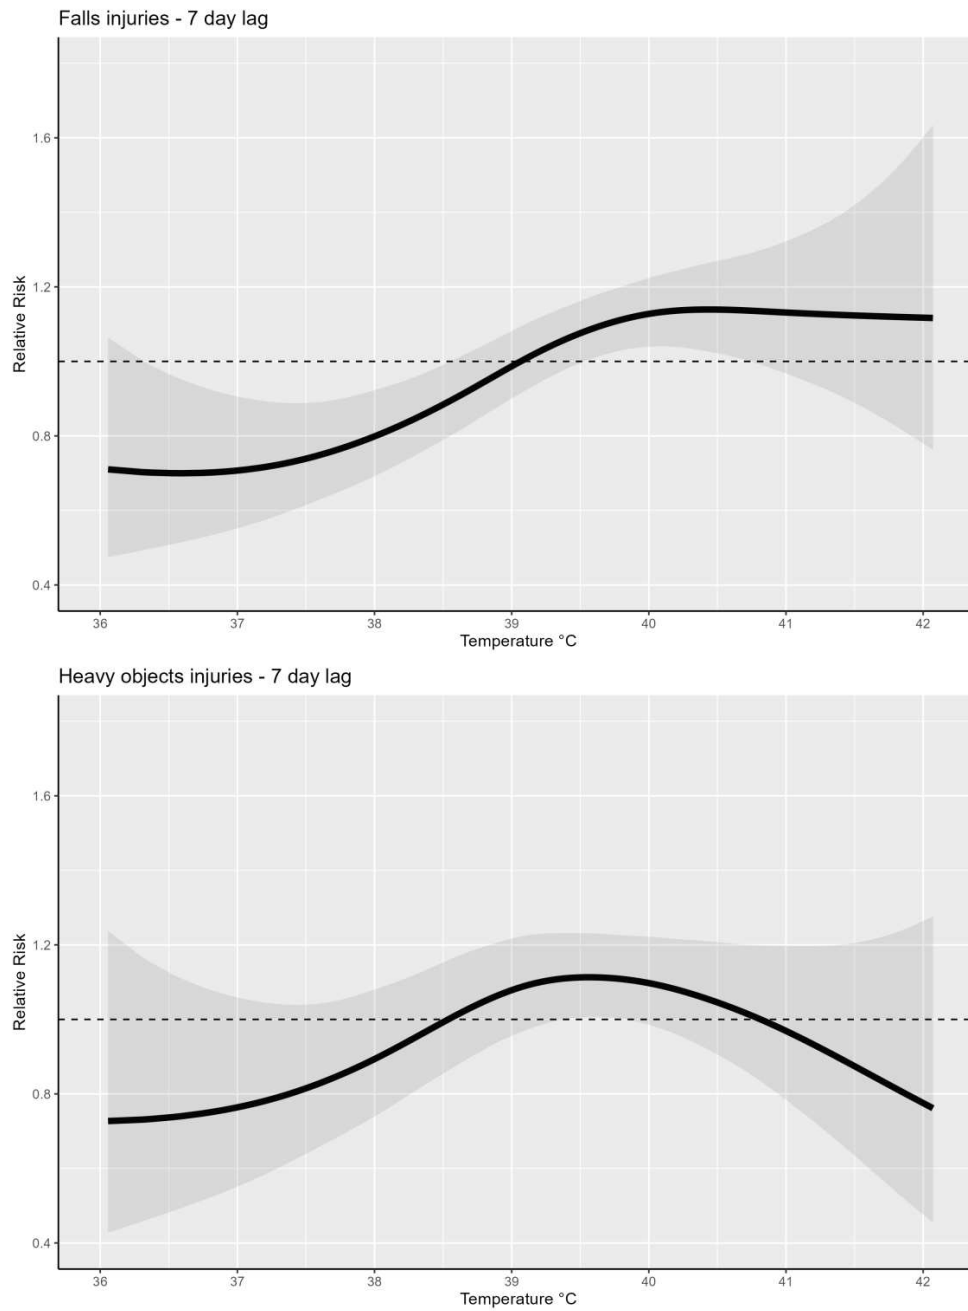 Falls injuries - 7 day lag
1.6
1.2
Relative Risk
0.8
0.4
36 37 38 39 40 41 42
Temperature °C
Heavy objects injuries - 7 day lag
1.6
1.2
Relative Risk
0.8
0.4
36 37 38 39 40 41 42
Temperature °C